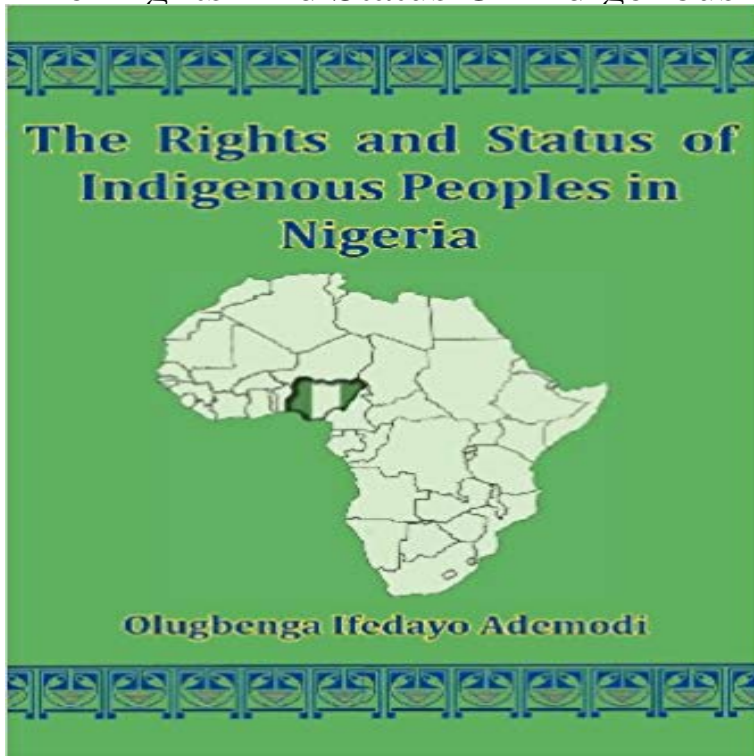 The Rights and Status of
Indigenous Peoples in
Nigeria
Olugbenga Ifedayo Ademodi